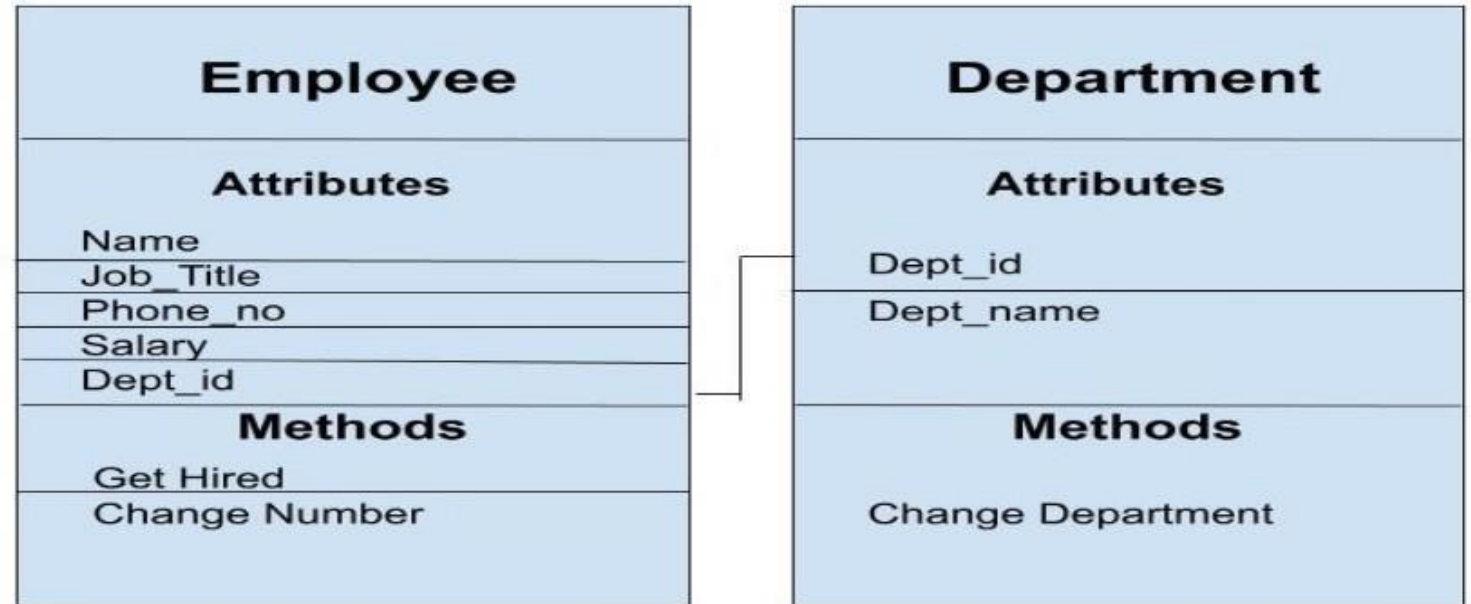 Employee
Attributes
Name
Job_Title
Phone_no
Salary
Dept_id
Methods
Get Hired
Change Number
Department
Attributes
Dept_id
Dept_name
Methods
Change Department